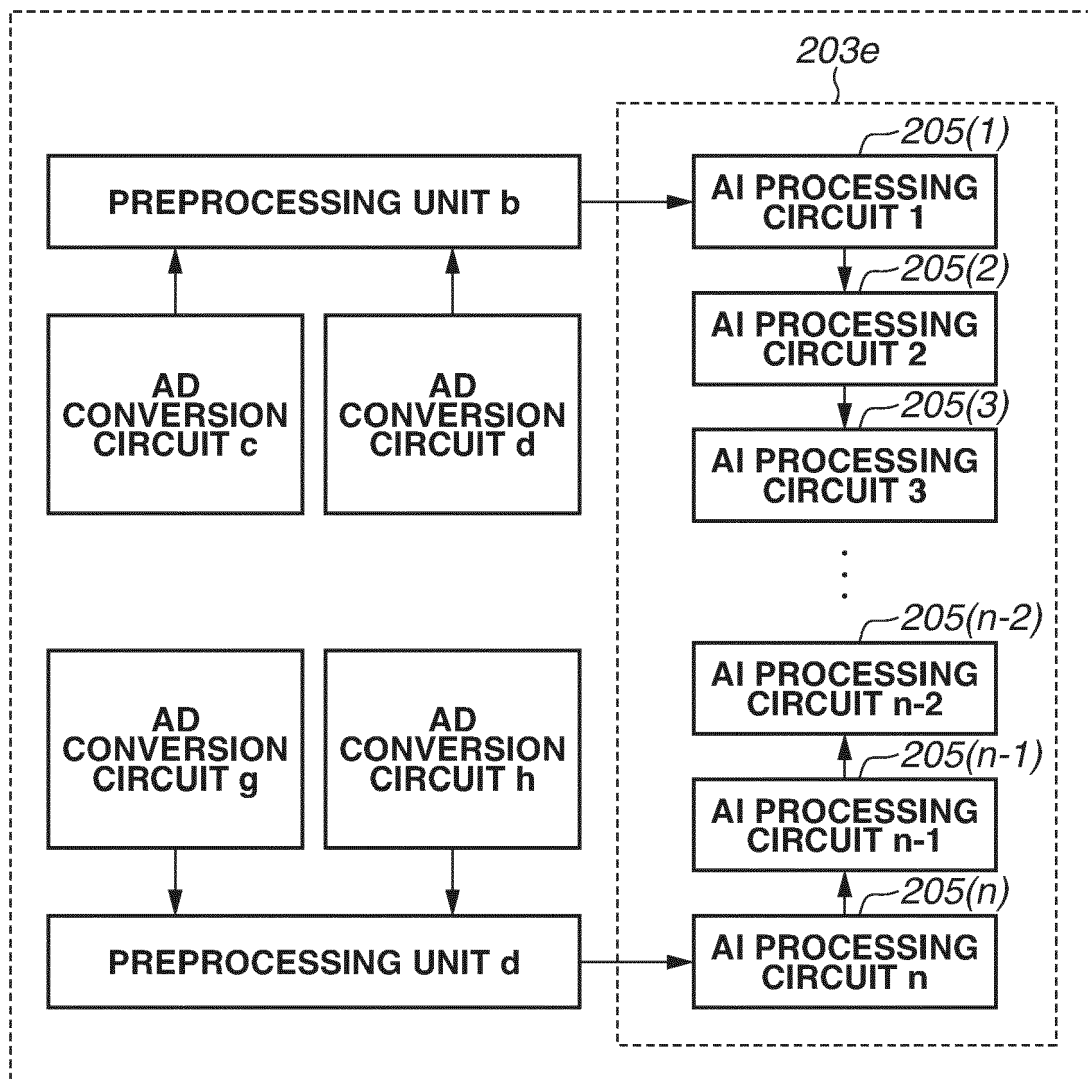 203e
205(1)
PREPROCESSING UNIT b
AI PROCESSING
CIRCUIT 1
205(2)
AD
CONVERSION
CIRCUIT c
AD
CONVERSION
CIRCUIT d
AI PROCESSING
CIRCUIT 2
205(3)
AI PROCESSING
CIRCUIT 3
205(n-2)
AD
CONVERSION
CIRCUIT g
AD
CONVERSION
CIRCUIT h
AI PROCESSING
CIRCUIT n-2
205(n-1)
AI PROCESSING
CIRCUIT n-1
205(n)
PREPROCESSING UNIT d
AI PROCESSING
CIRCUIT n